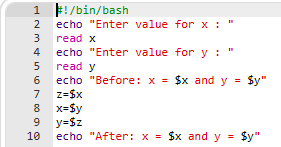 1 #!/bin/bash
2 echo "Enter value for x : "
3 read x
4 echo "Enter value for y : "
5 read y
6 echo "Before: x = $x and y = $y"
7 z=$x
8 x=$y
9 y=$z
10 echo "After: x = $x and y = $y"